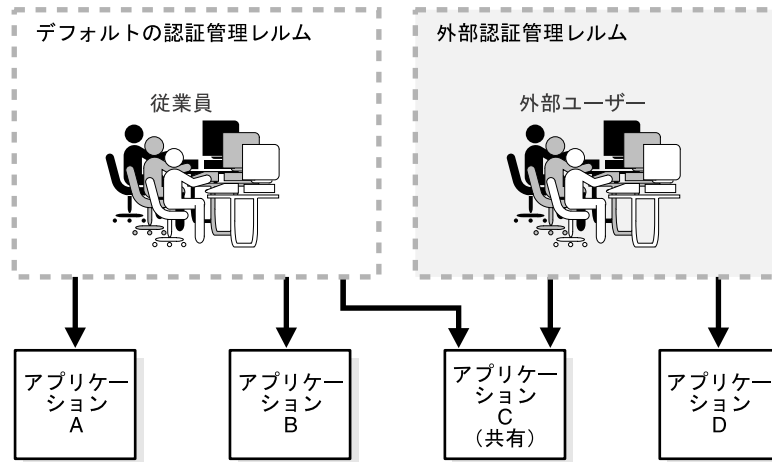 デフォルトの認証管理レルム
外部認証管理レルム
従業員
外部ユーザー
アプリケー
ション
A
アプリケー
ション
B
アプリケー
ション
C
（共有）
アプリケー
ション
D